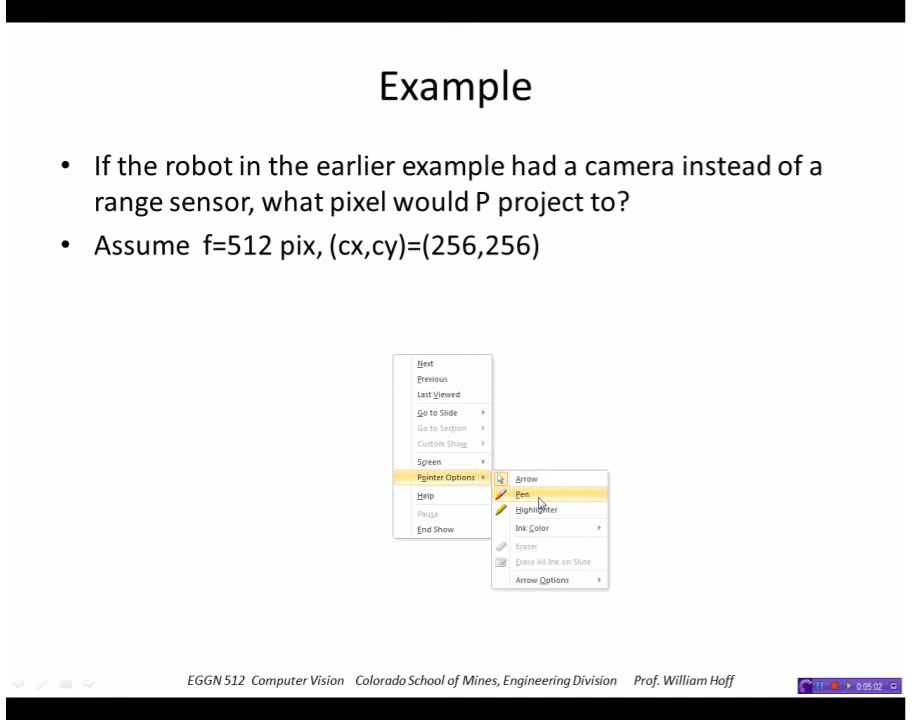 Example
• If the robot in the earlier example had a camera instead of a
range sensor, what pixel would P project to?
• Assume f=512 pix, (cx,cy)=(256,256)
Next
Previous
Last Viewed
Go to Slide
Go to Section
Custom Show
Screen
Pointer Options
Help
Pause
End Show
Arrow
Pen
Highlighter
Ink Color
Eraser
Erase All Ink on Slide
Arrow Options
EGGN 512 Computer Vision Colorado School of Mines, Engineering Division Prof. William Hoff
0:05:02